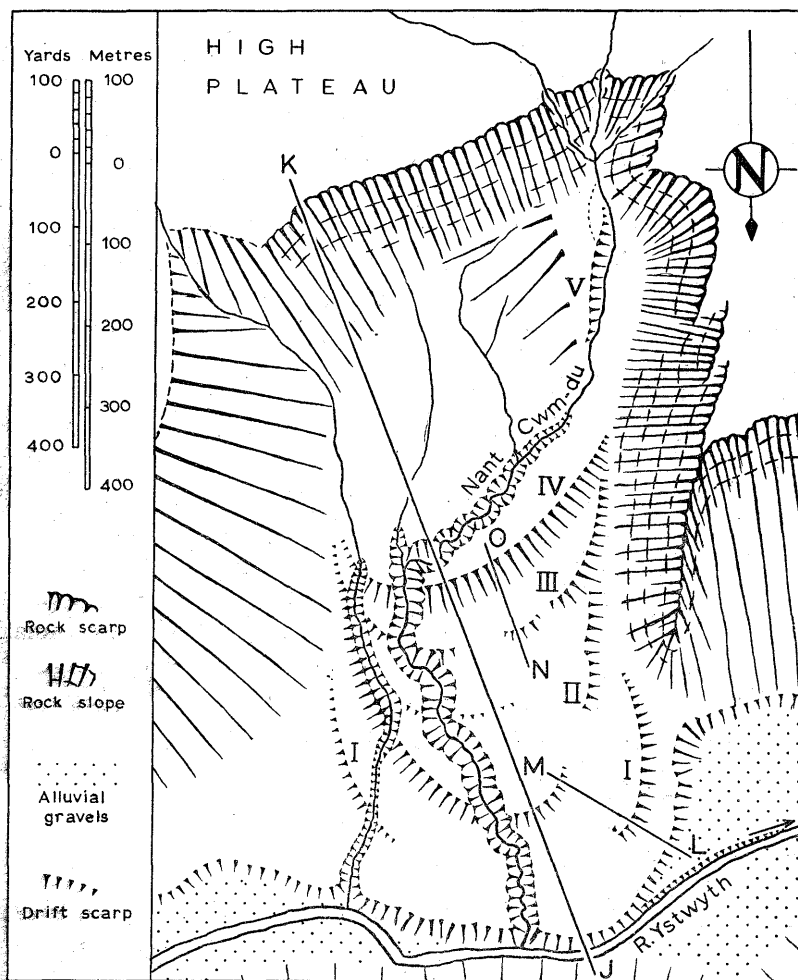 HIGH
PLATEAU
Yards Metres
100 100
0 0
100 100
200 200
300 300
400 400
Rock scarp
Rock slope
Alluvial
gravels
Drift scarp
N
K
V
Nant Cwm-du
IV
O
III
N
II
I
M
I
L
R. Ystwyth
J